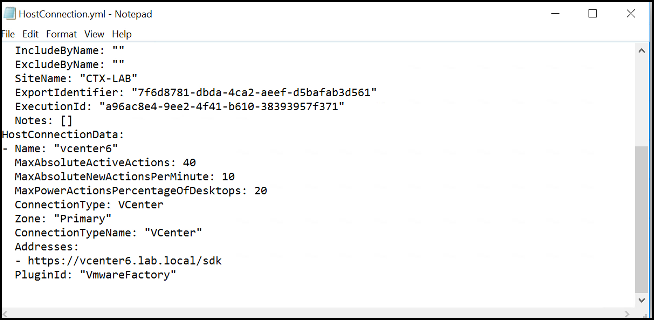 HostConnection.yml - Notepad
File Edit Format View Help
IncludeByName: ""
ExcludeByName: ""
SiteName: "CTX-LAB"
ExportIdentifier: "7f6d8781-dbda-4ca2-aeef-d5bafab3d561"
ExecutionId: "a96ac8e4-9ee2-4f41-b610-38393957f371"
Notes: []
HostConnectionData:
- Name: "vcenter6"
MaxAbsoluteActiveActions: 40
MaxAbsoluteNewActionsPerMinute: 10
MaxPowerActionsPercentageOfDesktops: 20
ConnectionType: VCenter
Zone: "Primary"
ConnectionTypeName: "VCenter"
Addresses:
- https://vcenter6.lab.local/sdk
PluginId: "VmwareFactory"